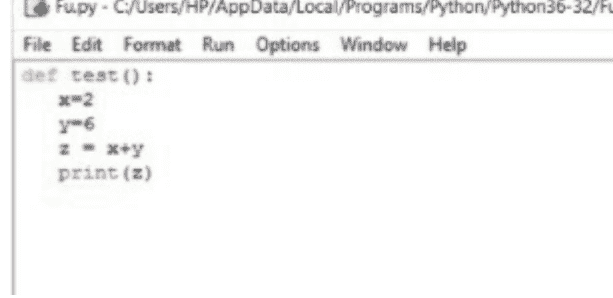 Fu.py - C:/Users/HP/AppData/Local/Programs/Python/Python36-32/Fu
File Edit Format Run Options Window Help
def test():
x=2
y=6
z = x+y
print(z)